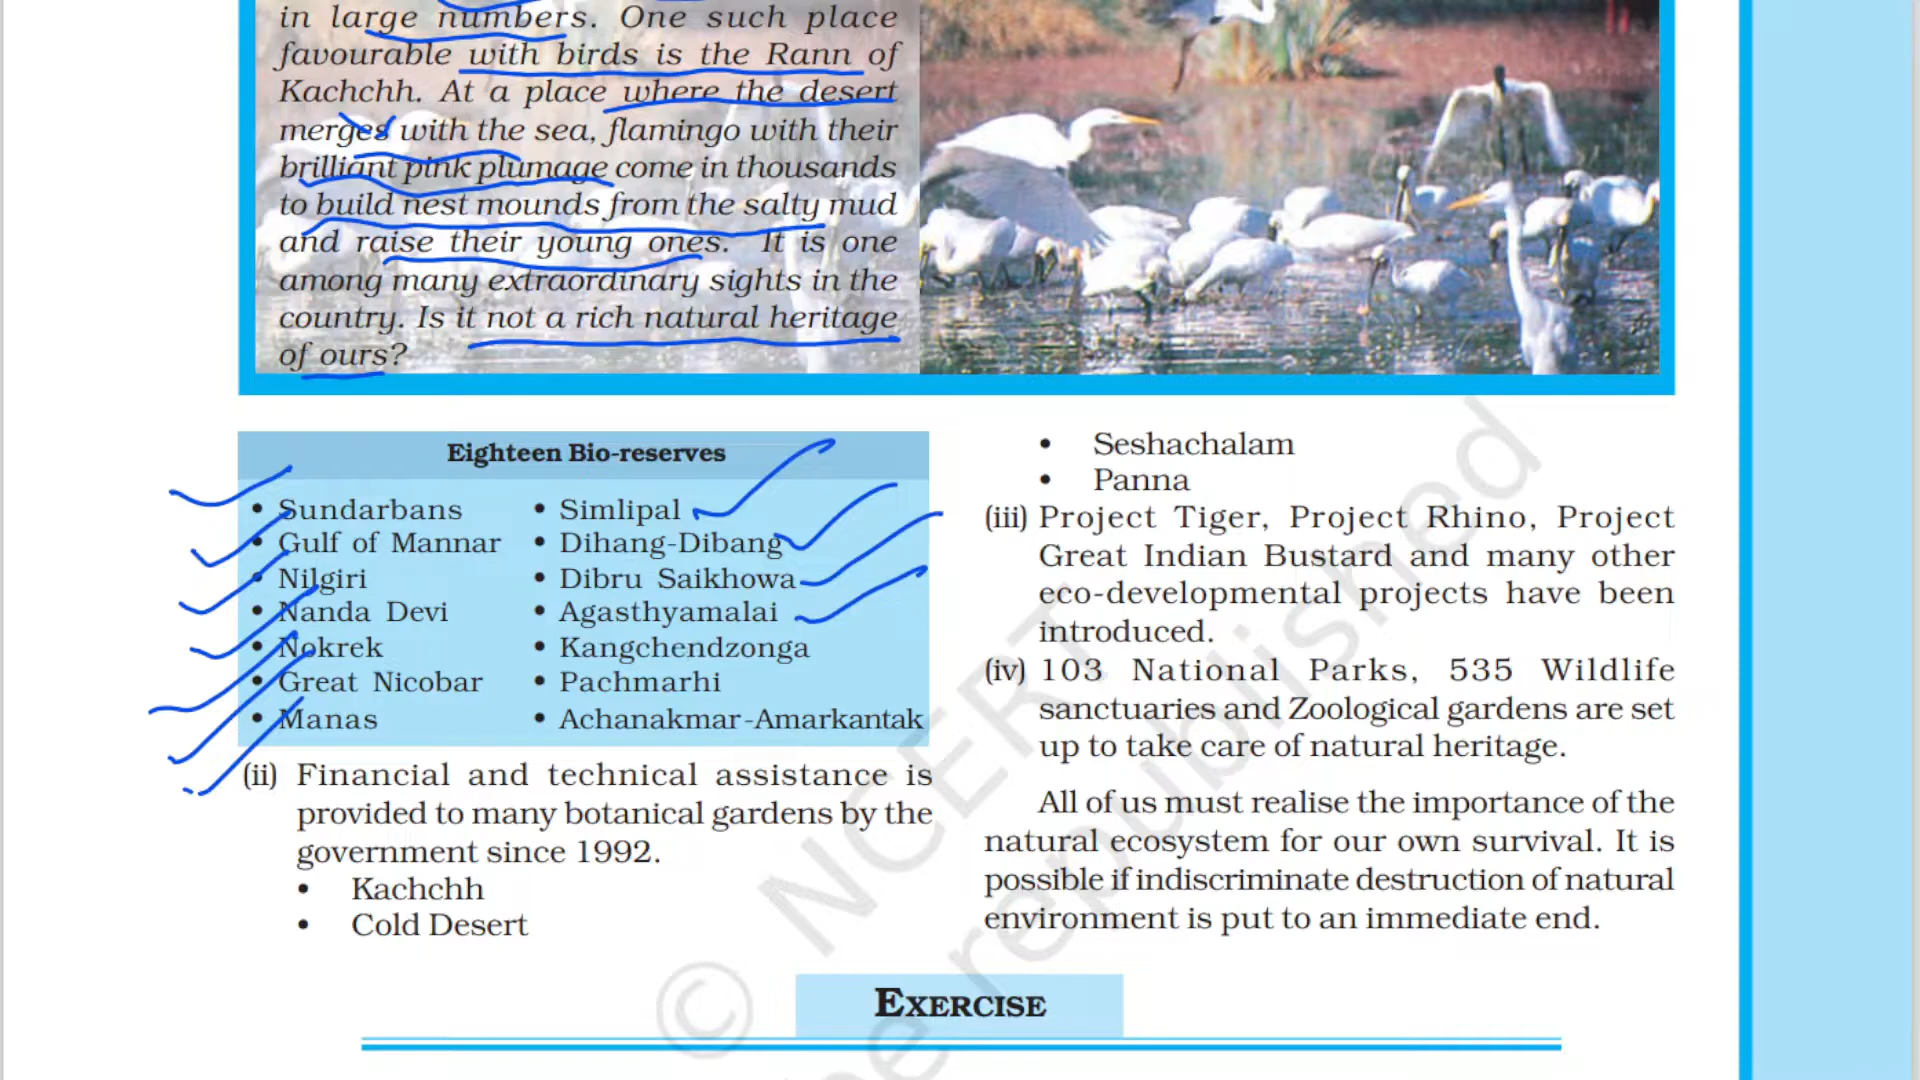 in large numbers. One such place
favourable with birds is the Rann of
Kachchh. At a place where the desert
merges with the sea, flamingo with their
brilliant pink plumage come in thousands
to build nest mounds from the salty mud
and raise their young ones. It is one
among many extraordinary sights in the
country. Is it not a rich natural heritage
of ours?
Eighteen Bio-reserves
• Sundarbans
• Gulf of Mannar
• Nilgiri
• Nanda Devi
• Nokrek
• Great Nicobar
• Manas
• Simlipal
• Dihang-Dibang
• Dibru Saikhowa
• Agasthyamalai
• Kangchendzonga
• Pachmarhi
• Achanakmar-Amarkantak
(ii) Financial and technical assistance is
provided to many botanical gardens by the
government since 1992.
• Kachchh
• Cold Desert
• Seshachalam
• Panna
(iii) Project Tiger, Project Rhino, Project
Great Indian Bustard and many other
eco-developmental projects have been
introduced.
(iv) 103 National Parks, 535 Wildlife
sanctuaries and Zoological gardens are set
up to take care of natural heritage.
All of us must realise the importance of the
natural ecosystem for our own survival. It is
possible if indiscriminate destruction of natural
environment is put to an immediate end.
EXERCISE
© NCERT
be republished